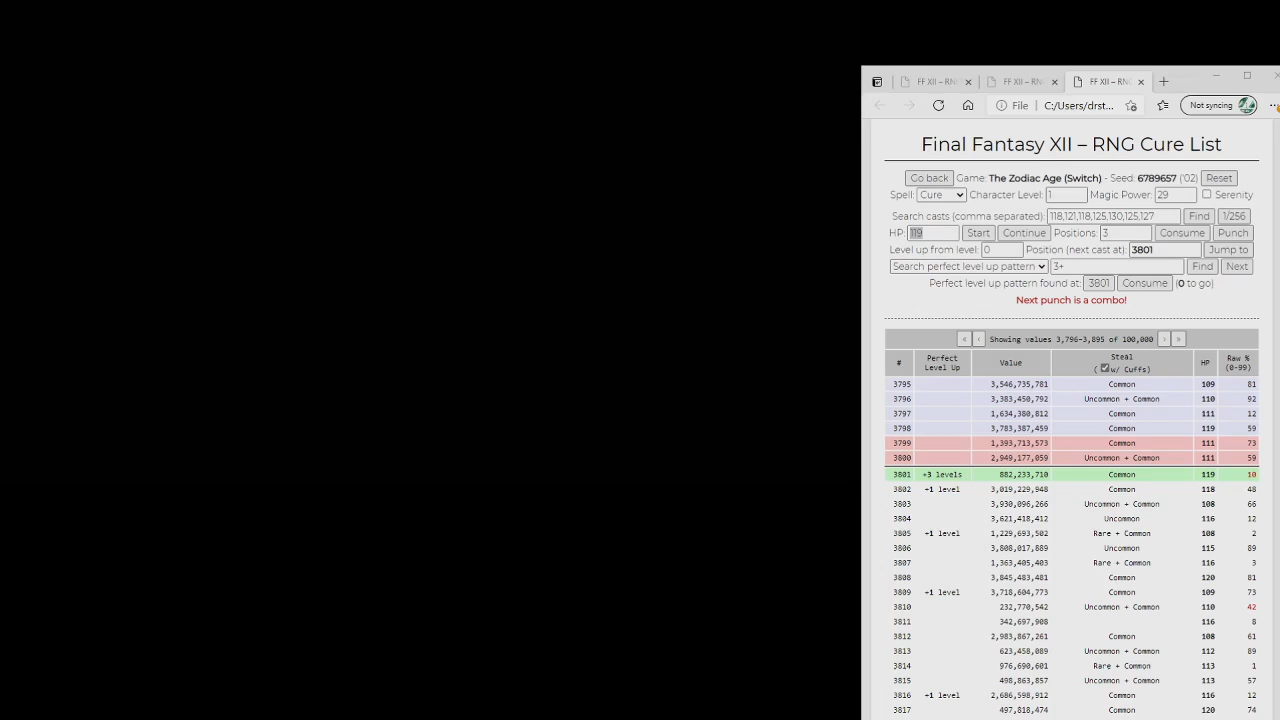 FF XII – RNG FF XII – RNG FF XII – RNG
File C:/Users/drst... Not syncing
Final Fantasy XII – RNG Cure List
Go back Game: The Zodiac Age (Switch) - Seed: 6789657 ('02) Reset
Spell: Cure Character Level: 1 Magic Power: 29 Serenity
Search casts (comma separated): 118,121,118,125,130,125,127 Find 1/256
HP: 119 Start Continue Positions: 3 Consume Punch
Level up from level: 0 Position (next cast at): 3801 Jump to
Search perfect level up pattern 3+ Find Next
Perfect level up pattern found at: 3801 Consume (0 to go)
Next punch is a combo!
« ‹ Showing values 3,796–3,895 of 100,000 › »
# Perfect Level Up Value Steal ( w/ Cuffs) HP Raw % (0-99)
3795 3,546,735,781 Common 109 81
3796 3,383,450,792 Uncommon + Common 110 92
3797 1,634,380,812 Common 111 12
3798 3,783,387,459 Common 119 59
3799 1,393,713,573 Common 111 73
3800 2,949,177,059 Uncommon + Common 111 59
3801 +3 levels 882,233,710 Common 119 10
3802 +1 level 3,019,229,948 Common 118 48
3803 3,930,096,266 Uncommon + Common 108 66
3804 3,621,418,412 Uncommon 116 12
3805 +1 level 1,229,693,502 Rare + Common 108 2
3806 3,808,017,889 Uncommon 115 89
3807 1,363,405,403 Rare + Common 116 3
3808 3,845,483,481 Common 120 81
3809 +1 level 3,718,604,773 Common 109 73
3810 232,770,542 Uncommon + Common 110 42
3811 342,697,908 116 8
3812 2,983,867,261 Common 108 61
3813 623,458,089 Uncommon + Common 112 89
3814 976,690,601 Rare + Common 113 1
3815 498,863,857 Uncommon + Common 113 57
3816 +1 level 2,686,598,912 Common 116 12
3817 497,818,474 Common 120 74